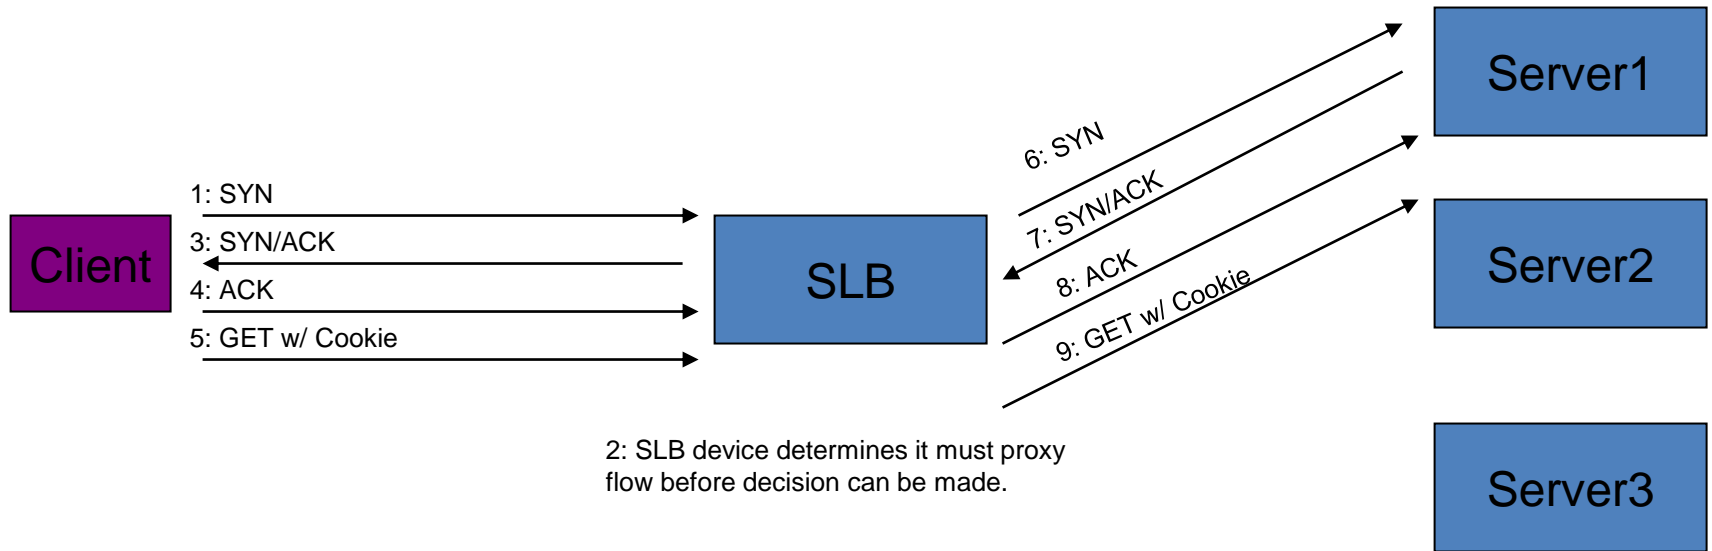 Server1
6: SYN
1: SYN
7: SYN/ACK
3: SYN/ACK
Client
SLB
Server2
8: ACK
4: ACK
9: GET w/ Cookie
5: GET w/ Cookie
2: SLB device determines it must proxy
flow before decision can be made.
Server3